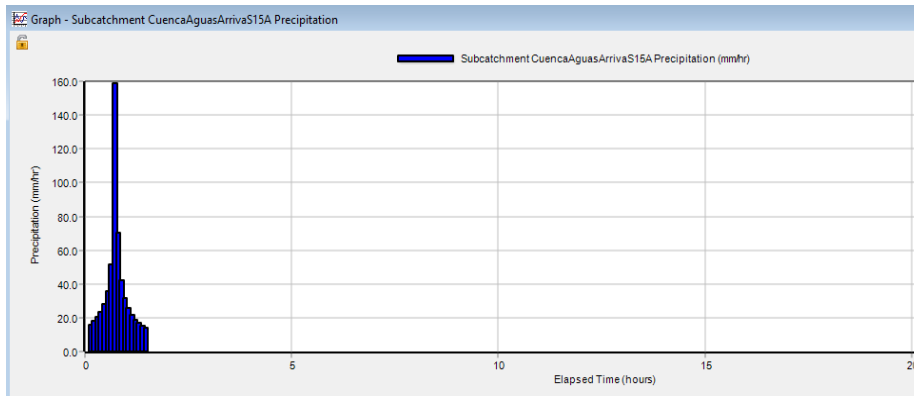 Graph - Subcatchment CuencaAguasArrivaS15A Precipitation
Subcatchment CuencaAguasArrivaS15A Precipitation (mm/hr)
160.0
140.0
120.0
100.0
80.0
60.0
40.0
20.0
0.0
Precipitation (mm/hr)
0 5 10 15 20
Elapsed Time (hours)